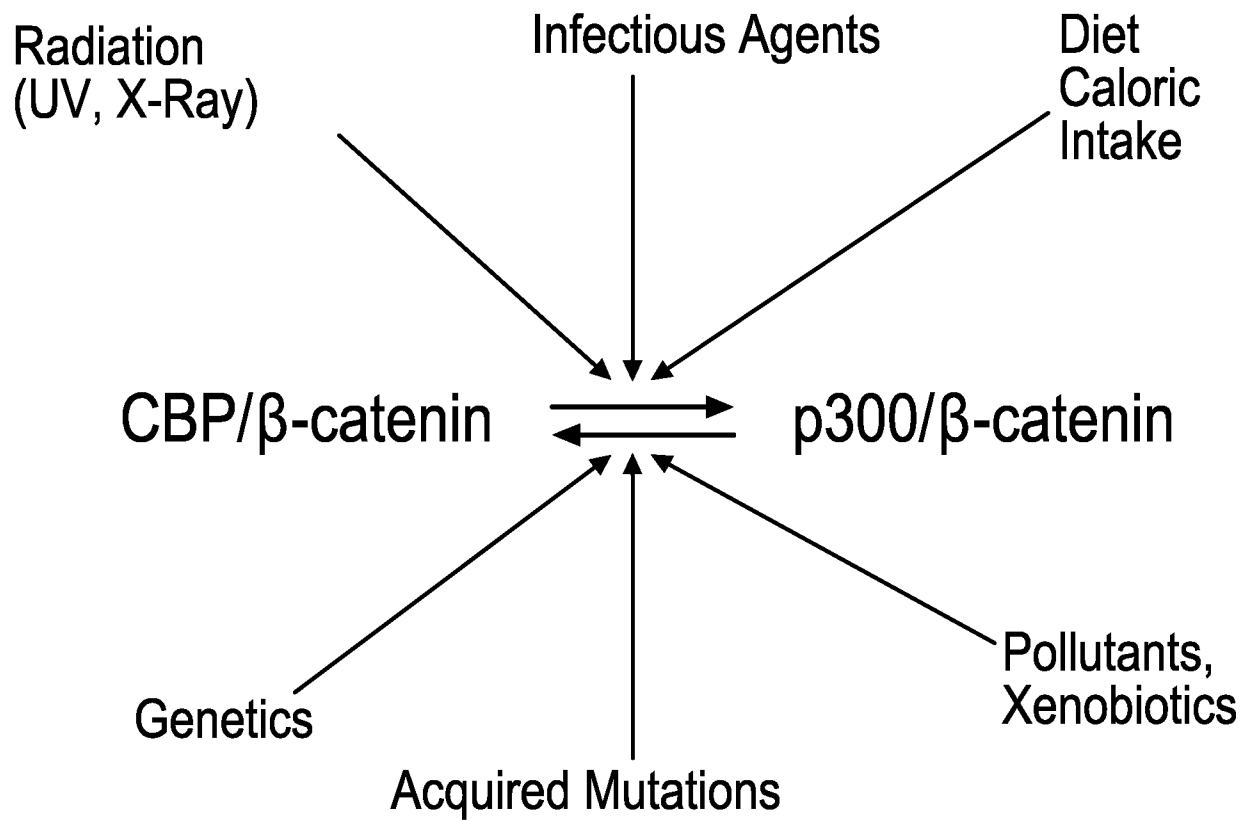 Radiation
(UV, X-Ray)
Infectious Agents
Diet
Caloric
Intake
CBP/β-catenin
p300/β-catenin
Genetics
Acquired Mutations
Pollutants,
Xenobiotics